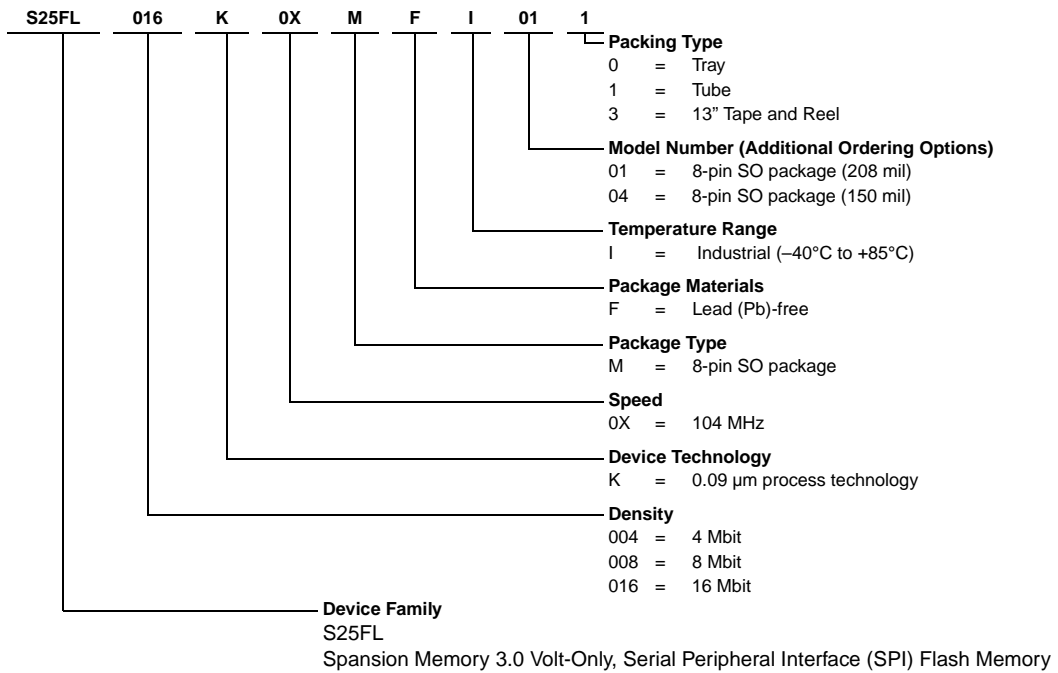 S25FL 016 K 0X M F I 01 1
Packing Type
0 = Tray
1 = Tube
3 = 13” Tape and Reel
Model Number (Additional Ordering Options)
01 = 8-pin SO package (208 mil)
04 = 8-pin SO package (150 mil)
Temperature Range
I = Industrial (–40°C to +85°C)
Package Materials
F = Lead (Pb)-free
Package Type
M = 8-pin SO package
Speed
0X = 104 MHz
Device Technology
K = 0.09 µm process technology
Density
004 = 4 Mbit
008 = 8 Mbit
016 = 16 Mbit
Device Family
S25FL
Spansion Memory 3.0 Volt-Only, Serial Peripheral Interface (SPI) Flash Memory